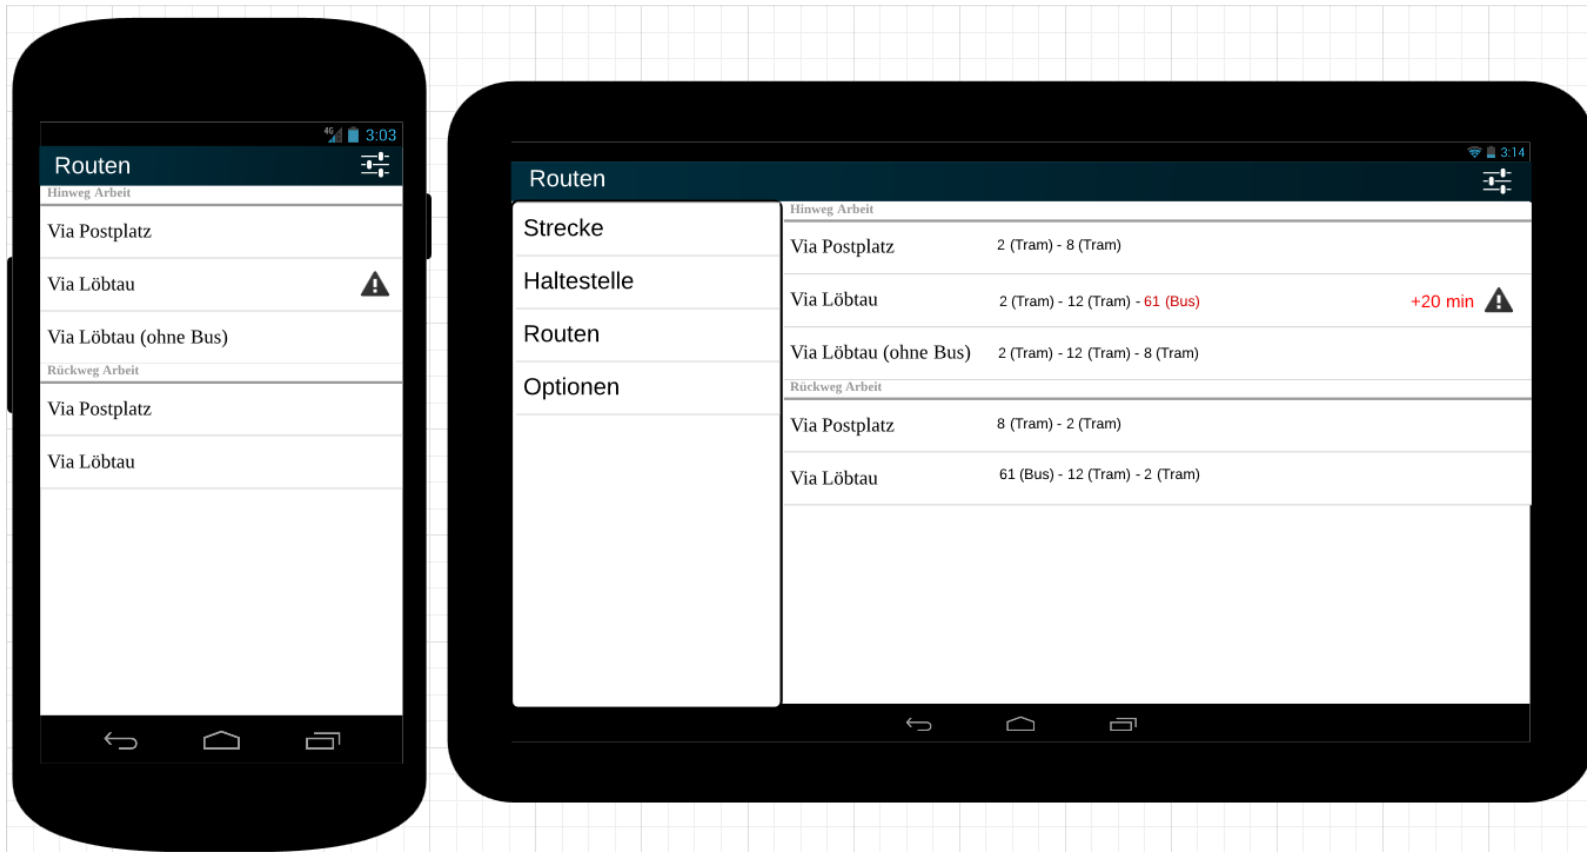 4G 3:03
Routen
Hinweg Arbeit
Via Postplatz
Via Löbtau
Via Löbtau (ohne Bus)
Rückweg Arbeit
Via Postplatz
Via Löbtau
3:14
Routen
Strecke
Haltestelle
Routen
Optionen
Hinweg Arbeit
Via Postplatz 2 (Tram) - 8 (Tram)
Via Löbtau 2 (Tram) - 12 (Tram) - 61 (Bus) +20 min
Via Löbtau (ohne Bus) 2 (Tram) - 12 (Tram) - 8 (Tram)
Rückweg Arbeit
Via Postplatz 8 (Tram) - 2 (Tram)
Via Löbtau 61 (Bus) - 12 (Tram) - 2 (Tram)